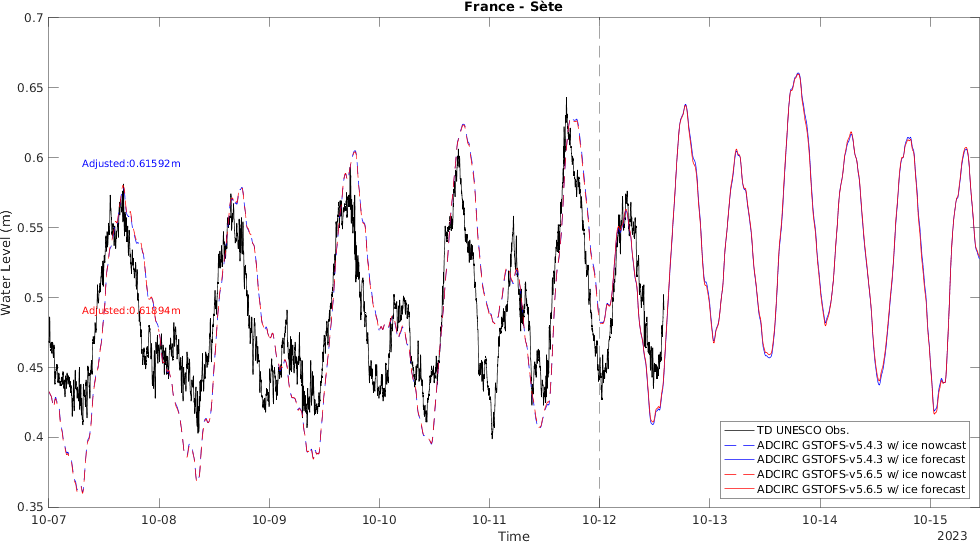 France - Sète
0.7
0.65
0.6
0.55
0.5
0.45
0.4
0.35
Water Level (m)
Adjusted:0.61592m
Adjusted:0.61894m
TD UNESCO Obs.
ADCIRC GSTOFS-v5.4.3 w/ ice nowcast
ADCIRC GSTOFS-v5.4.3 w/ ice forecast
ADCIRC GSTOFS-v5.6.5 w/ ice nowcast
ADCIRC GSTOFS-v5.6.5 w/ ice forecast
10-07 10-08 10-09 10-10 10-11 10-12 10-13 10-14 10-15
Time
2023